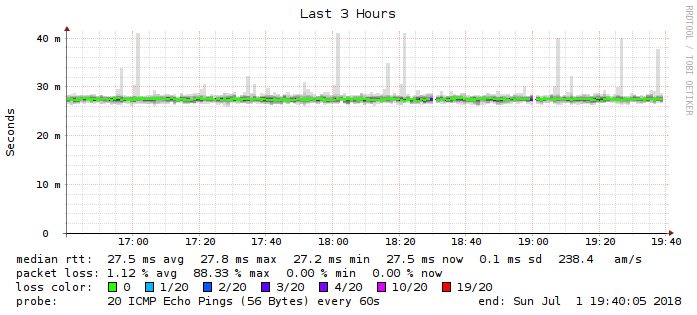 Last 3 Hours
RRDTOOL / TOBI OETIKER
Seconds
40 m
30 m
20 m
10 m
0
17:00 17:20 17:40 18:00 18:20 18:40 19:00 19:20 19:40
median rtt: 27.5 ms avg 27.8 ms max 27.2 ms min 27.5 ms now 0.1 ms sd 238.4 am/s
packet loss: 1.12 % avg 88.33 % max 0.00 % min 0.00 % now
loss color: 0 1/20 2/20 3/20 4/20 10/20 19/20
probe: 20 ICMP Echo Pings (56 Bytes) every 60s end: Sun Jul 1 19:40:05 2018